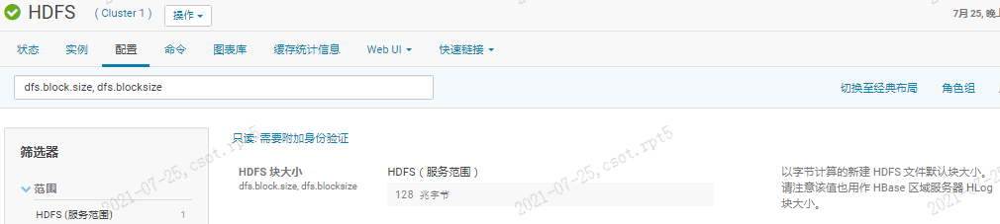 HDFS ( Cluster 1 ) 操作 7月 25, 晚上
状态 实例 配置 命令 图表库 缓存统计信息 Web UI 快速链接
dfs.block.size, dfs.blocksize 切换至经典布局 角色组
只读: 需要附加身份验证
筛选器
HDFS 块大小 HDFS（服务范围） 以字节计算的新建 HDFS 文件默认块大小。
dfs.block.size, dfs.blocksize 128 兆字节 请注意该值也用作 HBase 区域服务器 HLog
范围 块大小。
HDFS (服务范围) 1
2021-07-25,csot.rpt5
2021-07-25,csot.rpt5